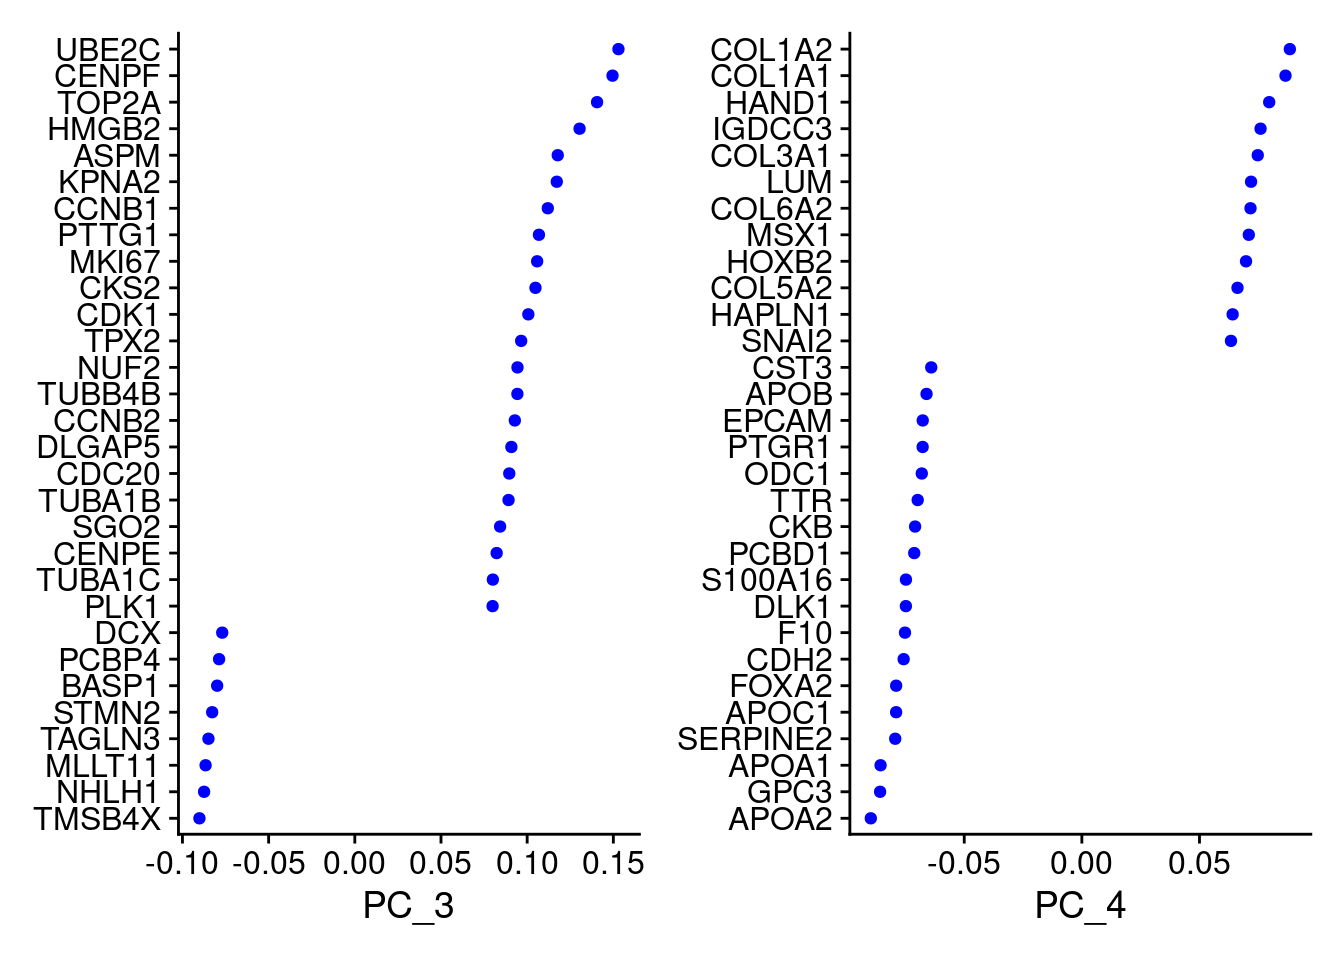 UBE2C
CENPF
TOP2A
HMGB2
ASPM
KPNA2
CCNB1
PTTG1
MKI67
CKS2
CDK1
TPX2
NUF2
TUBB4B
CCNB2
DLGAP5
CDC20
TUBA1B
SGO2
CENPE
TUBA1C
PLK1
DCX
PCBP4
BASP1
STMN2
TAGLN3
MLLT11
NHLH1
TMSB4X
-0.10 -0.05 0.00 0.05 0.10 0.15
PC_3
COL1A2
COL1A1
HAND1
IGDCC3
COL3A1
LUM
COL6A2
MSX1
HOXB2
COL5A2
HAPLN1
SNAI2
CST3
APOB
EPCAM
PTGR1
ODC1
TTR
CKB
PCBD1
S100A16
DLK1
F10
CDH2
FOXA2
APOC1
SERPINE2
APOA1
GPC3
APOA2
-0.05 0.00 0.05
PC_4